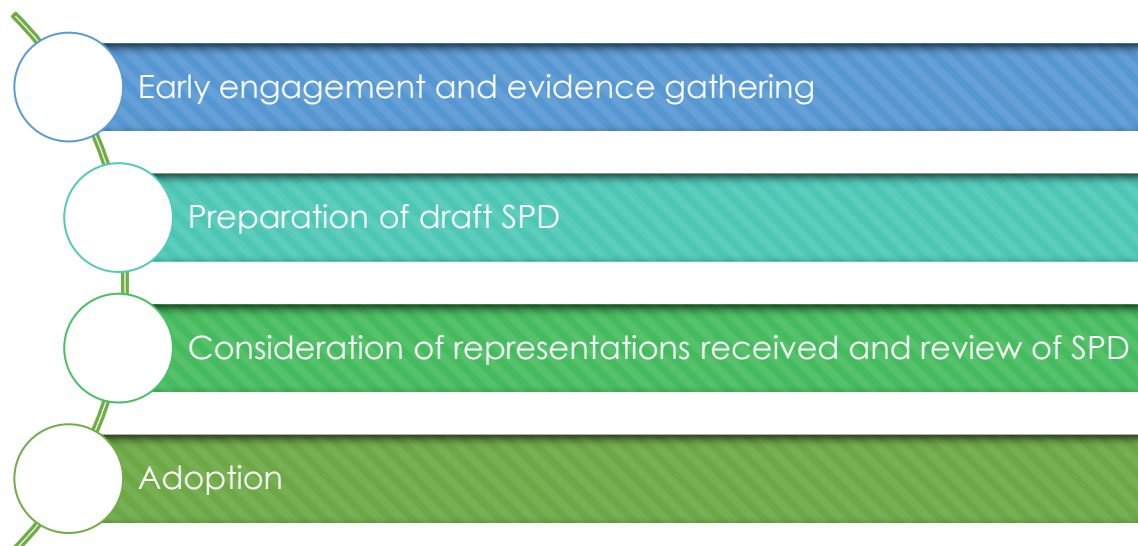 Early engagement and evidence gathering
Preparation of draft SPD
Consideration of representations received and review of SPD
Adoption